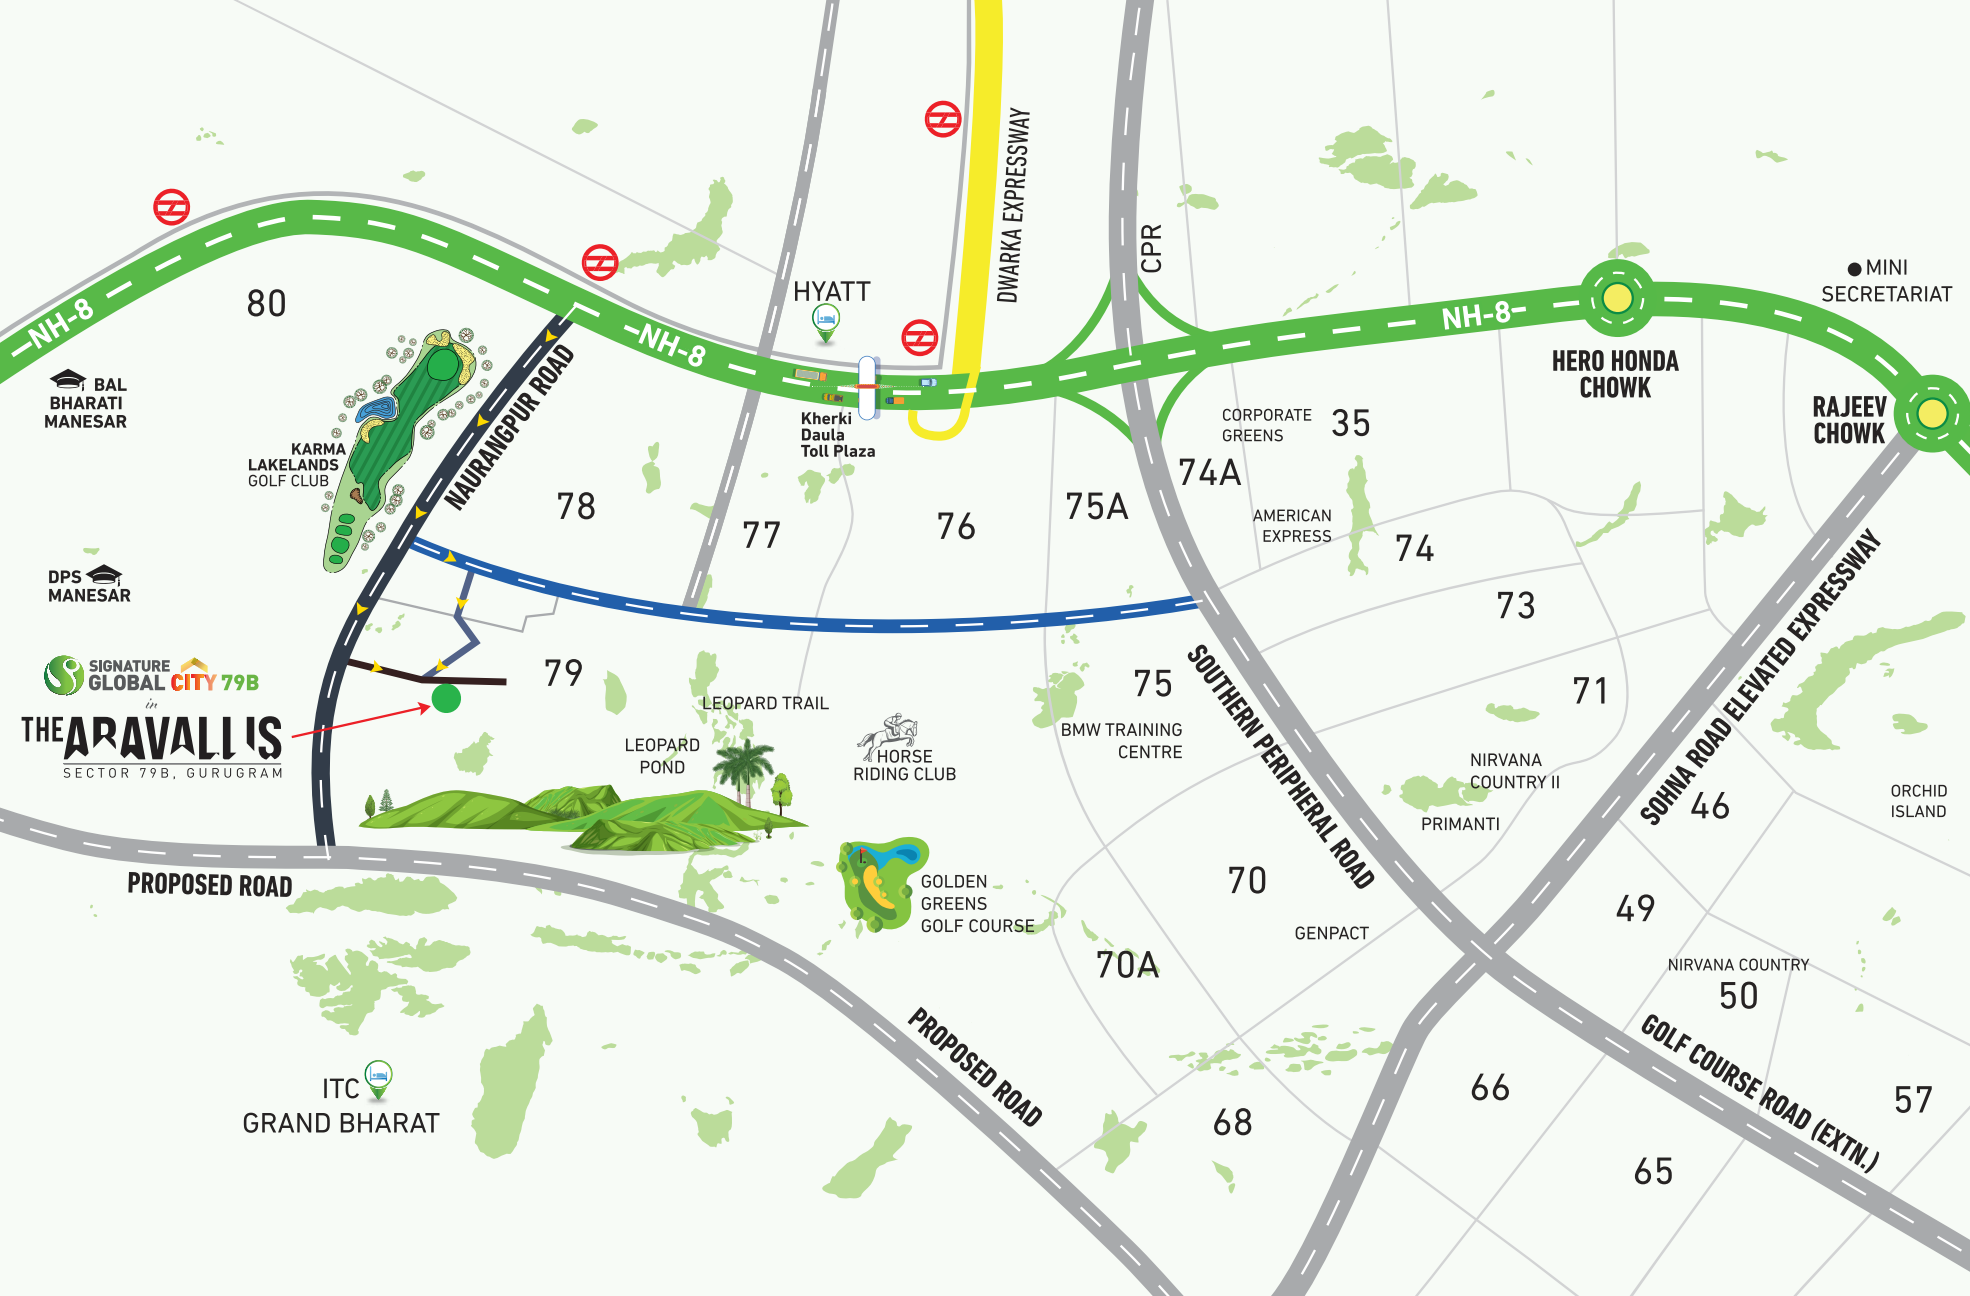 DWARKA EXPRESSWAY
CPR
NH-8
80
HYATT
NH-8
NH-8
MINI
SECRETARIAT
HERO HONDA
CHOWK
RAJEEV
CHOWK
BAL
BHARATI
MANESAR
KARMA
LAKELANDS
GOLF CLUB
NAURANGPUR ROAD
Kherki
Daula
Toll Plaza
CORPORATE
GREENS
35
74A
78
77
76
75A
AMERICAN
EXPRESS
74
DPS
MANESAR
73
SIGNATURE
GLOBAL CITY 79B
in
THE ARAVALLIS
SECTOR 79B, GURUGRAM
79
LEOPARD TRAIL
LEOPARD
POND
HORSE
RIDING CLUB
75
BMW TRAINING
CENTRE
SOUTHERN PERIPHERAL ROAD
71
NIRVANA
COUNTRY II
PRIMANTI
SOHNA ROAD ELEVATED EXPRESSWAY
46
ORCHID
ISLAND
PROPOSED ROAD
GOLDEN
GREENS
GOLF COURSE
70
GENPACT
70A
49
NIRVANA COUNTRY
50
PROPOSED ROAD
GOLF COURSE ROAD (EXTN.)
ITC
GRAND BHARAT
68
66
65
57